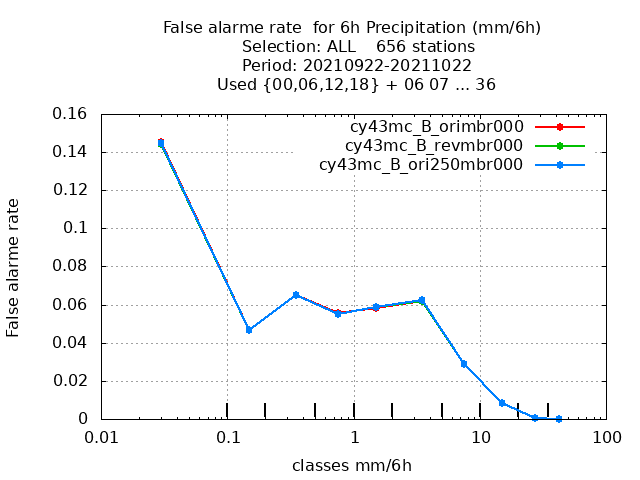 False alarme rate  for 6h Precipitation (mm/6h)
Selection: ALL    656 stations
Period: 20210922-20211022
Used {00,06,12,18} + 06 07 ... 36
cy43mc_B_orimbr000
cy43mc_B_revmbr000
cy43mc_B_ori250mbr000
False alarme rate
0.16
0.14
0.12
0.1
0.08
0.06
0.04
0.02
0
0.01 0.1 1 10 100
classes mm/6h